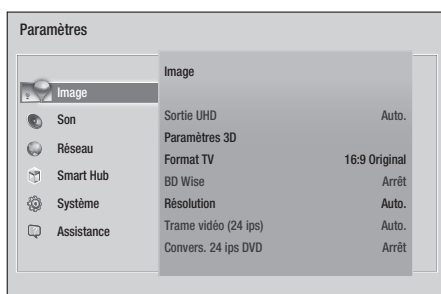 Paramètres
Image
Son
Réseau
Smart Hub
Système
Assistance
Image
Sortie UHD Auto.
Paramètres 3D
Format TV 16:9 Original
BD Wise Arrêt
Résolution Auto.
Trame vidéo (24 ips) Auto.
Convers. 24 ips DVD Arrêt